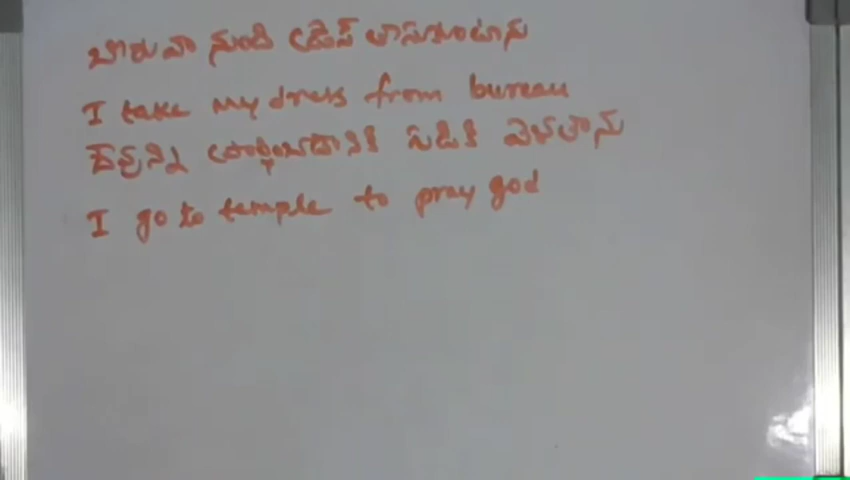 బీరువా నుండి డ్రెస్ తీసుకుంటాను
I take my dress from bureau
దేవున్ని ప్రార్థించడానికి గుడికి వెళతాను
I go to temple to pray god